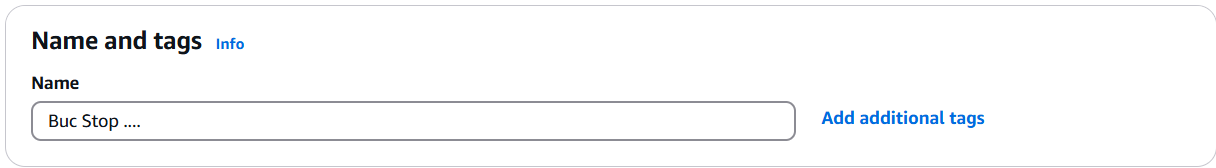 Name and tags Info
Name
Buc Stop ....
Add additional tags